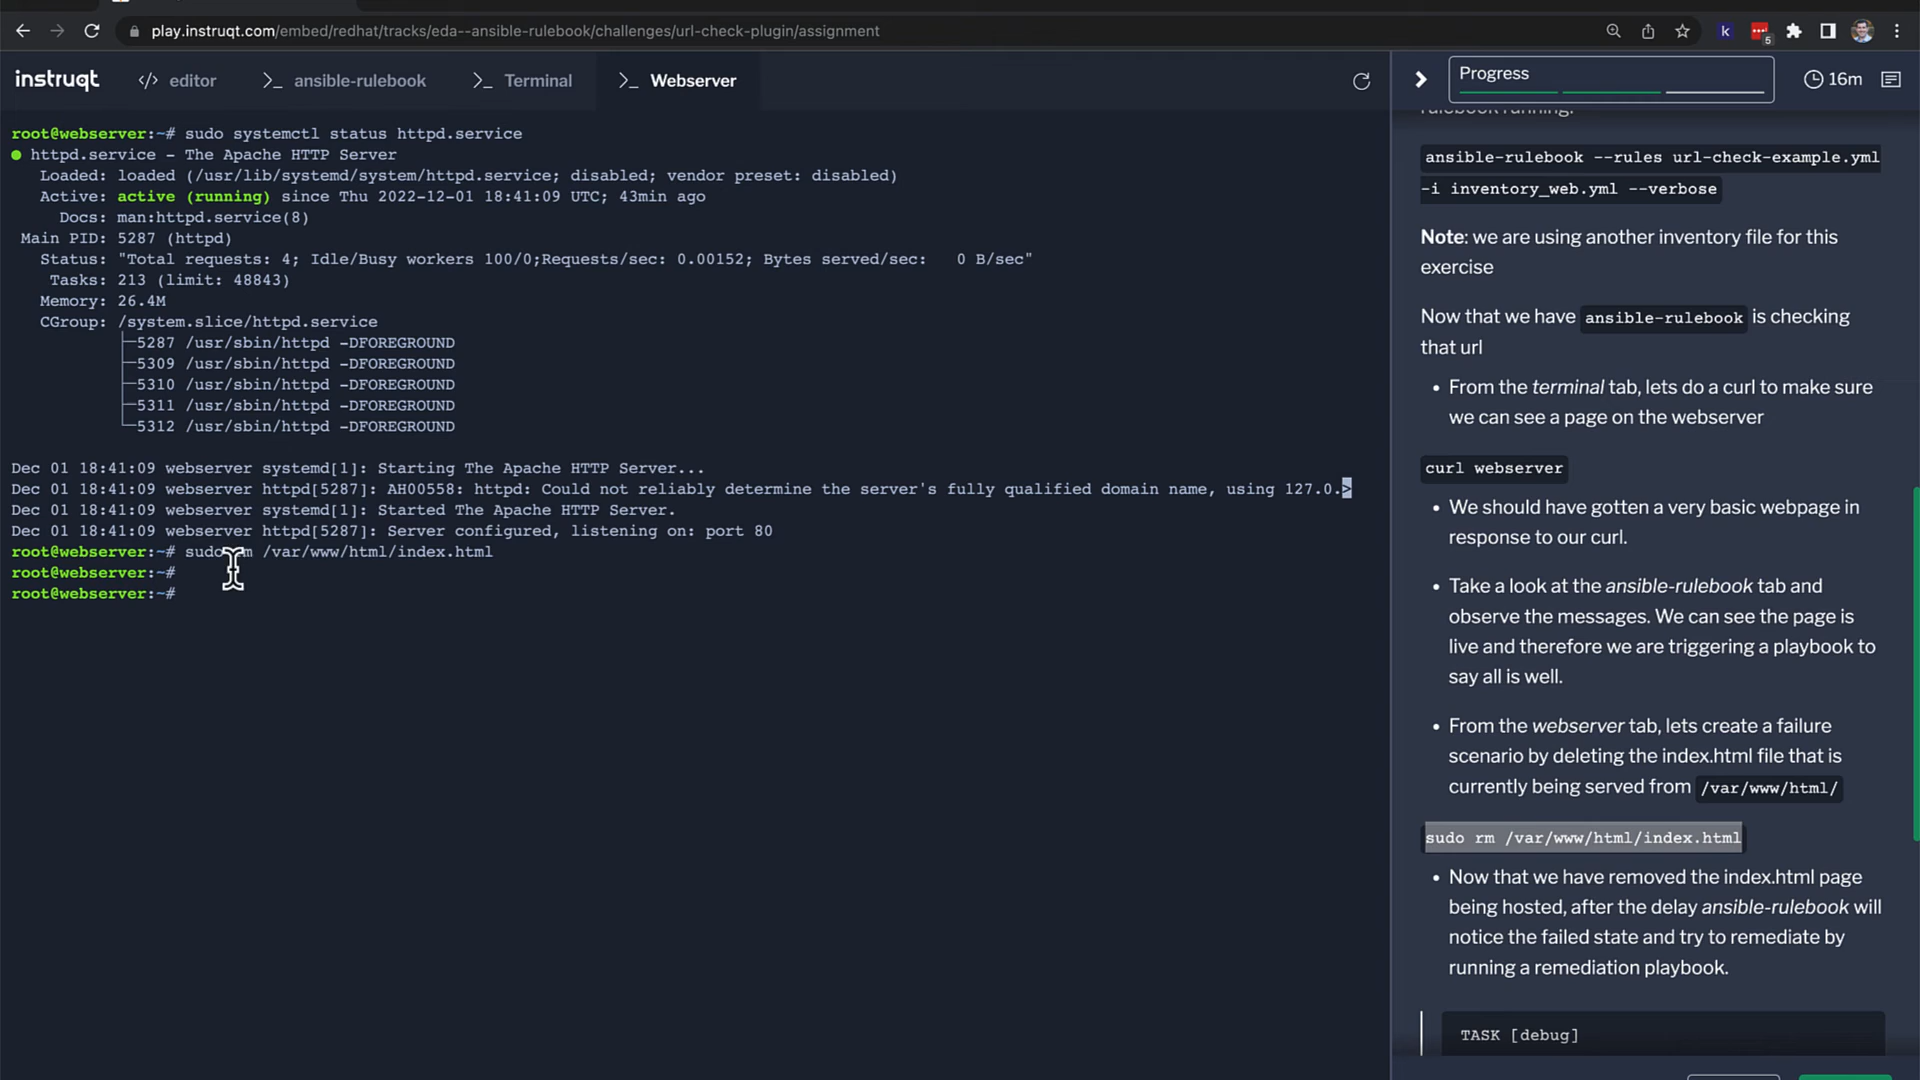 play.instruqt.com/embed/redhat/tracks/eda--ansible-rulebook/challenges/url-check-plugin/assignment
k
5
instruqt
</> editor
>_ ansible-rulebook
>_ Terminal
>_ Webserver
Progress
16m
root@webserver:~# sudo systemctl status httpd.service
● httpd.service - The Apache HTTP Server
Loaded: loaded (/usr/lib/systemd/system/httpd.service; disabled; vendor preset: disabled)
Active: active (running) since Thu 2022-12-01 18:41:09 UTC; 43min ago
Docs: man:httpd.service(8)
Main PID: 5287 (httpd)
Status: "Total requests: 4; Idle/Busy workers 100/0;Requests/sec: 0.00152; Bytes served/sec:   0 B/sec"
Tasks: 213 (limit: 48843)
Memory: 26.4M
CGroup: /system.slice/httpd.service
├─5287 /usr/sbin/httpd -DFOREGROUND
├─5309 /usr/sbin/httpd -DFOREGROUND
├─5310 /usr/sbin/httpd -DFOREGROUND
├─5311 /usr/sbin/httpd -DFOREGROUND
└─5312 /usr/sbin/httpd -DFOREGROUND
Dec 01 18:41:09 webserver systemd[1]: Starting The Apache HTTP Server...
Dec 01 18:41:09 webserver httpd[5287]: AH00558: httpd: Could not reliably determine the server's fully qualified domain name, using 127.0.>
Dec 01 18:41:09 webserver systemd[1]: Started The Apache HTTP Server.
Dec 01 18:41:09 webserver httpd[5287]: Server configured, listening on: port 80
root@webserver:~# sudo rm /var/www/html/index.html
root@webserver:~#
root@webserver:~#
rulebook running.
ansible-rulebook --rules url-check-example.yml
-i inventory_web.yml --verbose
Note: we are using another inventory file for this
exercise
Now that we have ansible-rulebook is checking
that url
• From the terminal tab, lets do a curl to make sure
we can see a page on the webserver
curl webserver
• We should have gotten a very basic webpage in
response to our curl.
• Take a look at the ansible-rulebook tab and
observe the messages. We can see the page is
live and therefore we are triggering a playbook to
say all is well.
• From the webserver tab, lets create a failure
scenario by deleting the index.html file that is
currently being served from /var/www/html/
sudo rm /var/www/html/index.html
• Now that we have removed the index.html page
being hosted, after the delay ansible-rulebook will
notice the failed state and try to remediate by
running a remediation playbook.
TASK [debug]